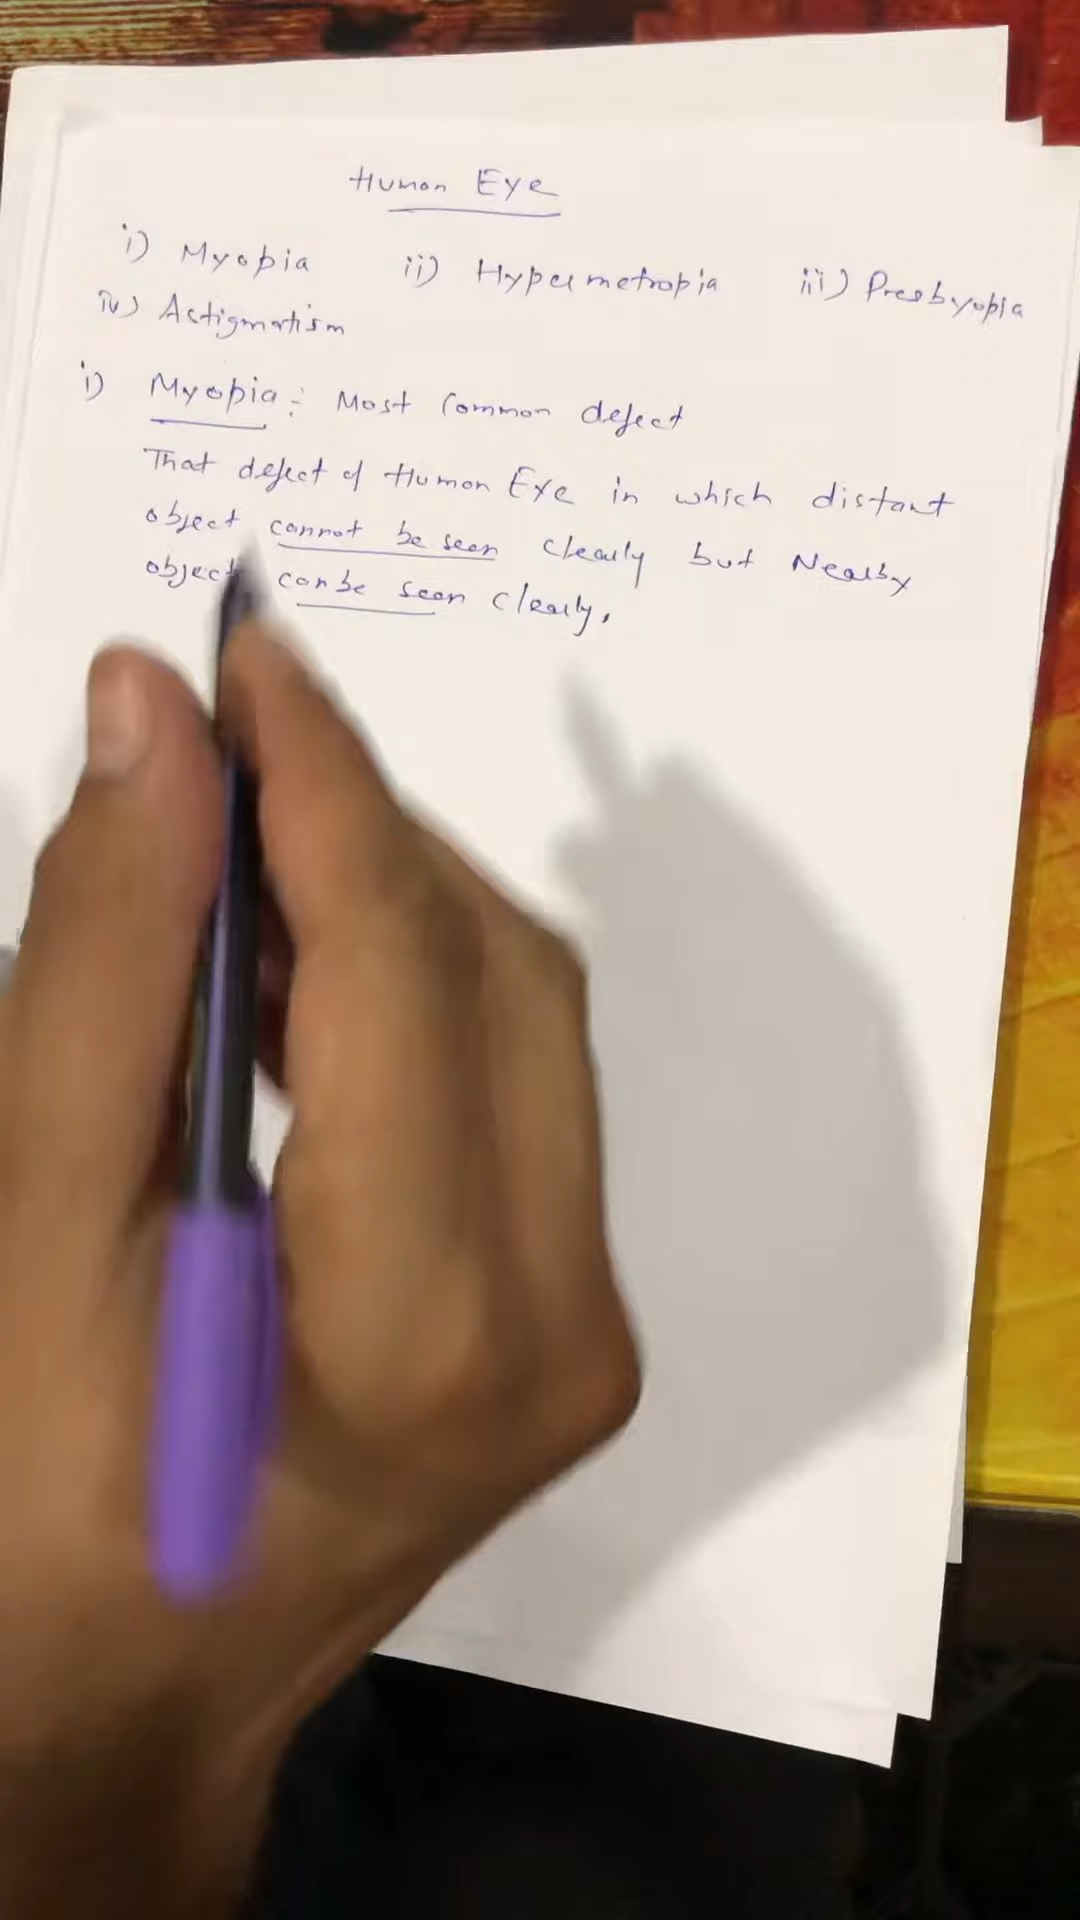 Human Eye
i) Myopia ii) Hypermetropia iii) Presbyopia
iv) Astigmatism
i) Myopia : Most Common defect
That defect of Human Eye in which distant
object cannot be seen clearly but Nearby
object can be seen clearly.